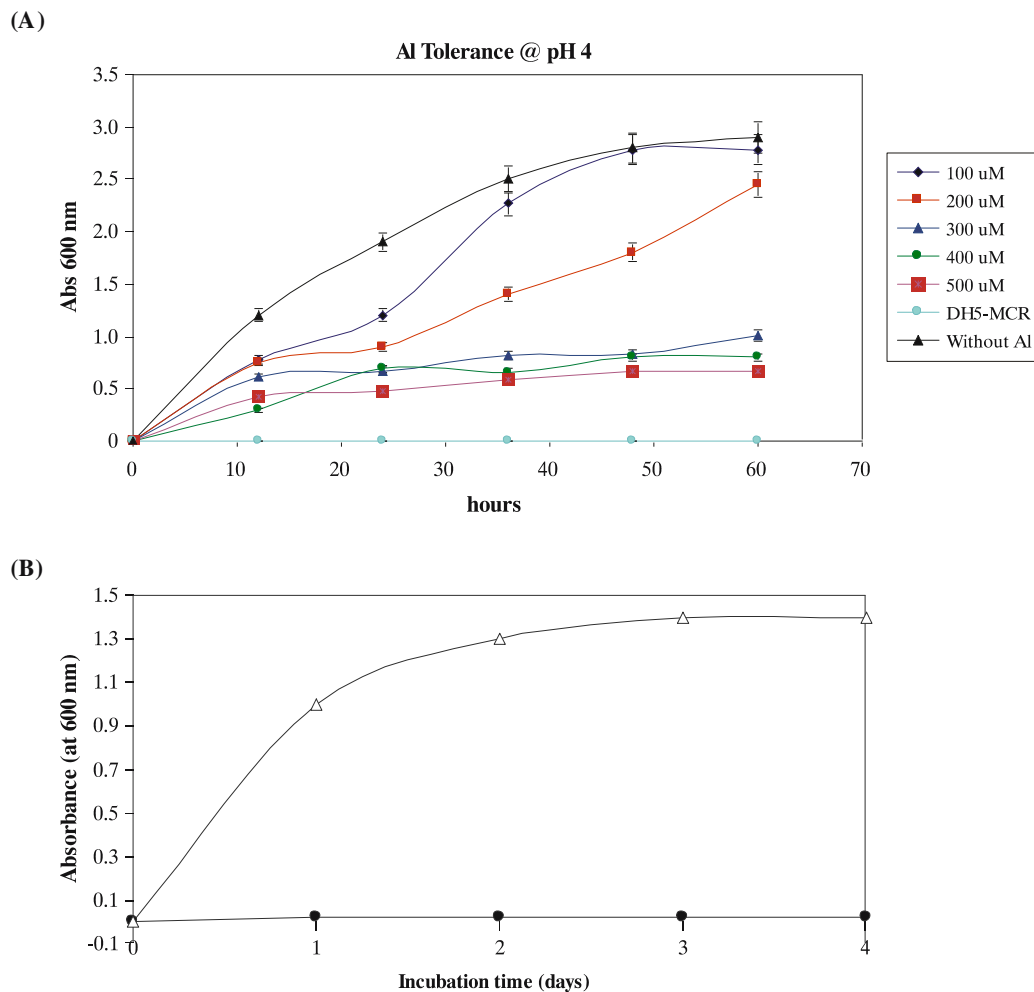 (A)
Al Tolerance @ pH 4
3.5
3.0
2.5
2.0
1.5
1.0
0.5
0
Abs 600 nm
0 10 20 30 40 50 60 70
hours
100 uM
200 uM
300 uM
400 uM
500 uM
DH5-MCR
Without Al
(B)
1.5
1.3
1.1
0.9
0.7
0.5
0.3
0.1
-0.1
Absorbance (at 600 nm)
0 1 2 3 4
Incubation time (days)